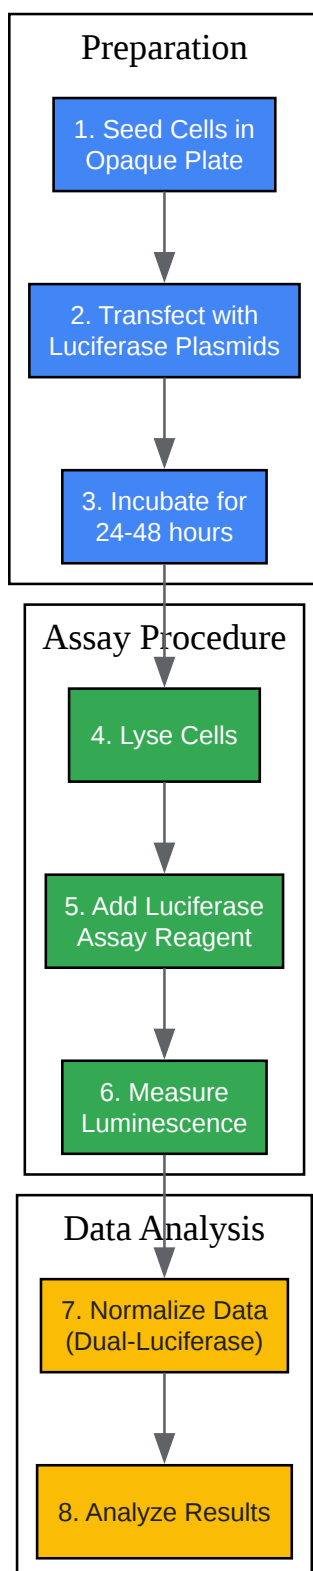 Preparation
1. Seed Cells in
Opaque Plate
2. Transfect with
Luciferase Plasmids
3. Incubate for
24-48 hours
Assay Procedure
4. Lyse Cells
5. Add Luciferase
Assay Reagent
6. Measure
Luminescence
Data Analysis
7. Normalize Data
(Dual-Luciferase)
8. Analyze Results